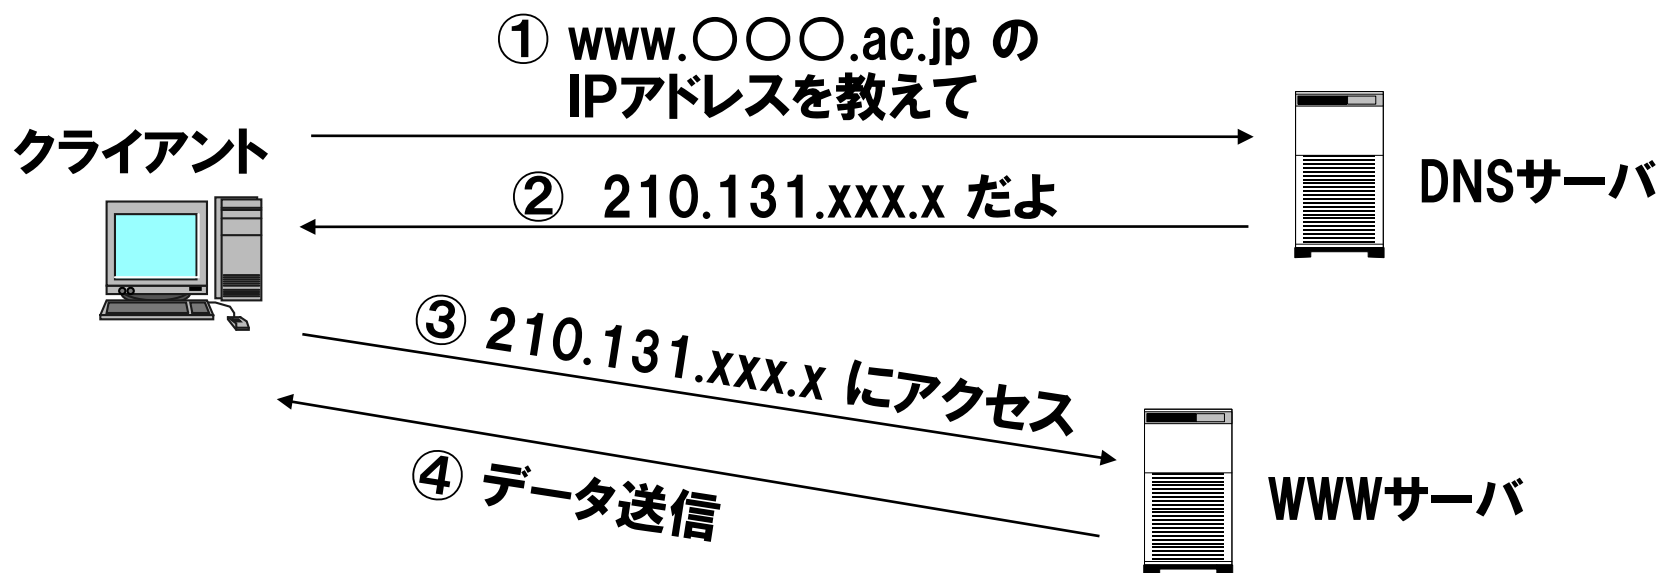 ① www.○○○.ac.jp の
IPアドレスを教えて
クライアント
② 210.131.xxx.x だよ
DNSサーバ
③ 210.131.xxx.x にアクセス
④ データ送信
WWWサーバ